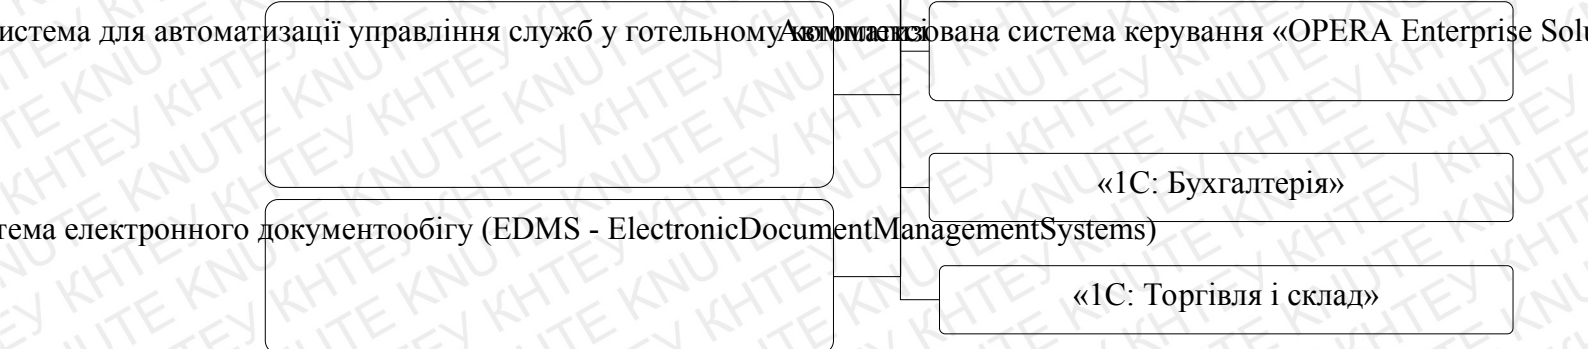 истема для автоматизації управління служб у готельному комплексі
Автоматизована система керування «OPERA Enterprise Solu
«1С: Бухгалтерія»
тема електронного документообігу (EDMS - ElectronicDocumentManagementSystems)
«1С: Торгівля і склад»